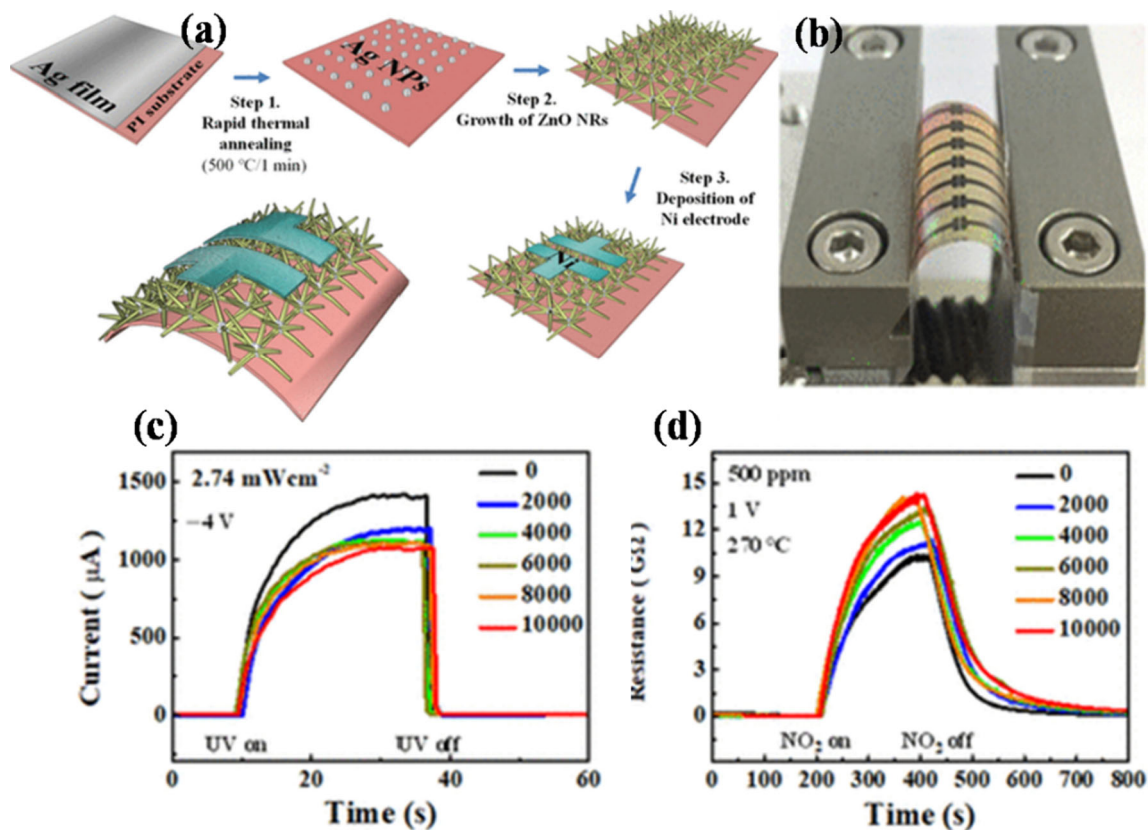 (a)
Ag film
PI substrate
Step 1.
Rapid thermal
annealing
(500 °C/1 min)
Ag NPs
Step 2.
Growth of ZnO NRs
Step 3.
Deposition of
Ni electrode
Ni
(b)
(c)
2.74 mWcm⁻²
−4 V
0
2000
4000
6000
8000
10000
1500
1000
500
0
Current ( μA )
UV on
UV off
0
20
40
60
Time (s)
(d)
500 ppm
1 V
270 °C
0
2000
4000
6000
8000
10000
15
12
9
6
3
0
Resistance ( GΩ )
NO₂ on
NO₂ off
0 100 200 300 400 500 600 700 800
Time (s)